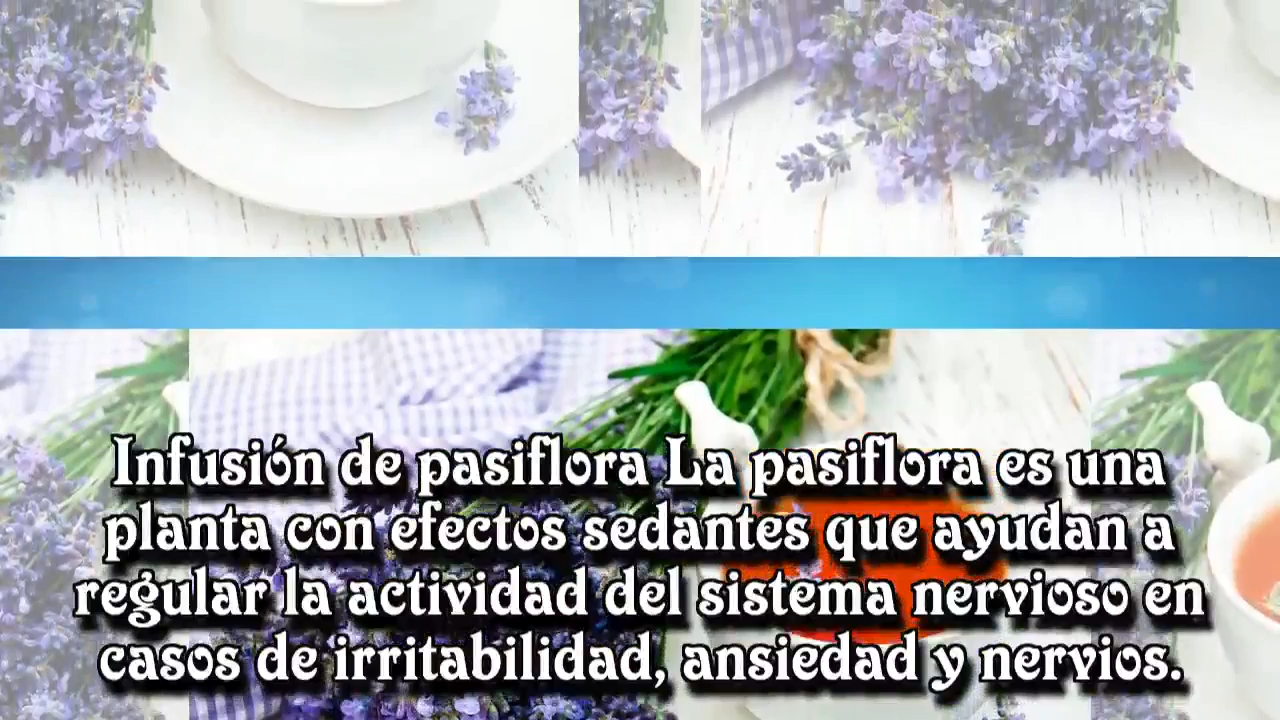 Infusión de pasiflora La pasiflora es una
planta con efectos sedantes que ayudan a
regular la actividad del sistema nervioso en
casos de irritabilidad, ansiedad y nervios.